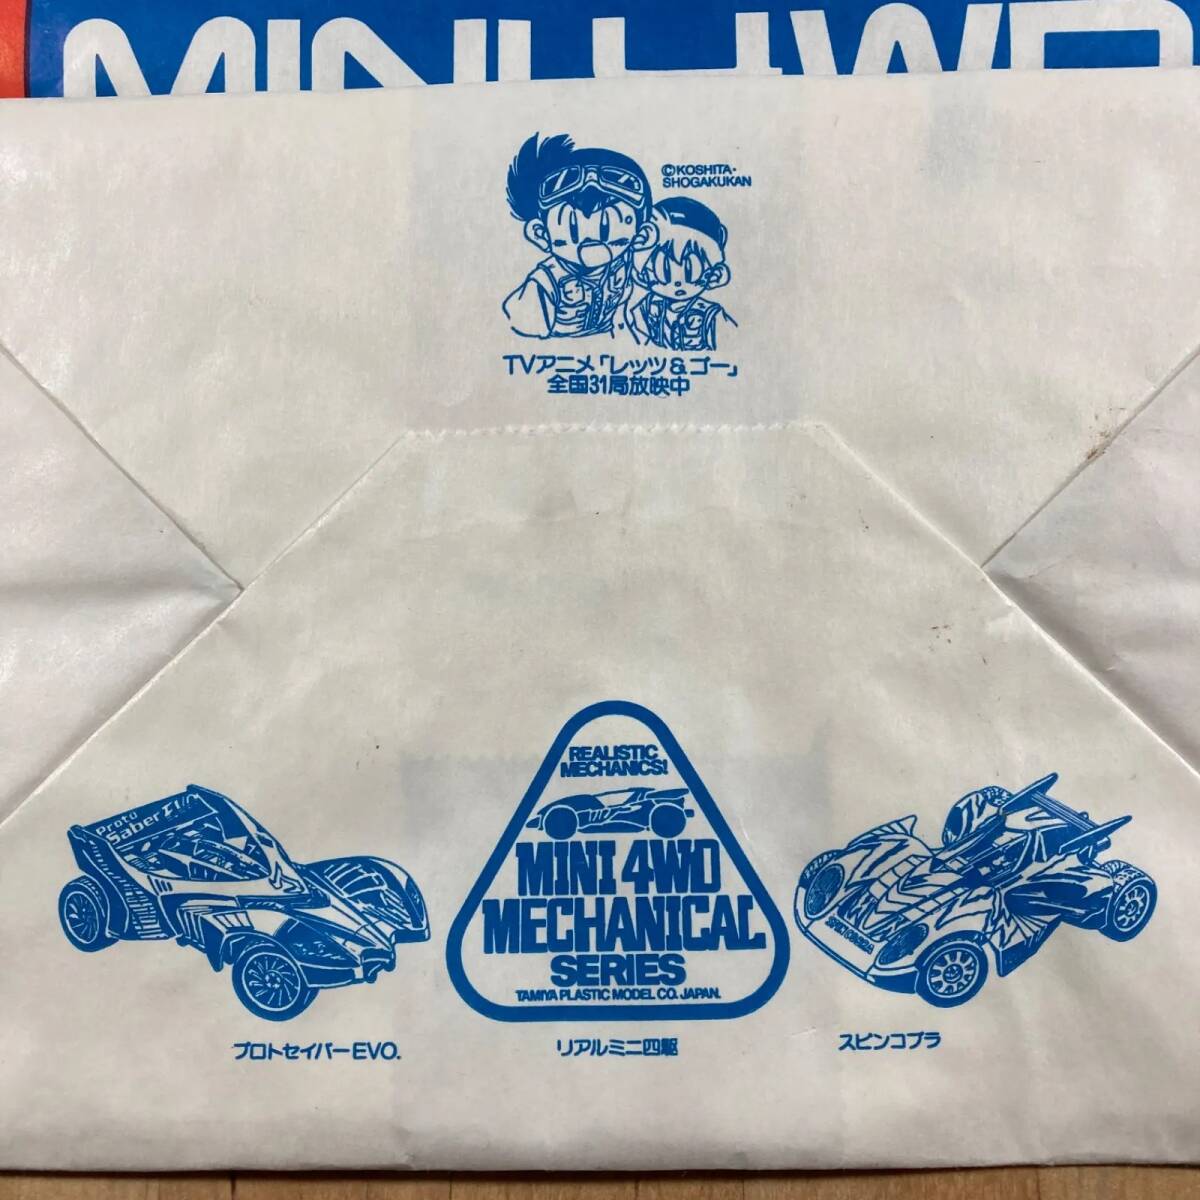 MINI 4WD
©KOSHITA・
SHOGAKUKAN
TVアニメ「レッツ&ゴー」
全国31局放映中
REALISTIC
MECHANICS!
MINI 4WD
MECHANICAL
SERIES
TAMIYA PLASTIC MODEL CO. JAPAN.
Proto
Saber EVO
プロトセイバーEVO.
リアルミニ四駆
スピンコブラ